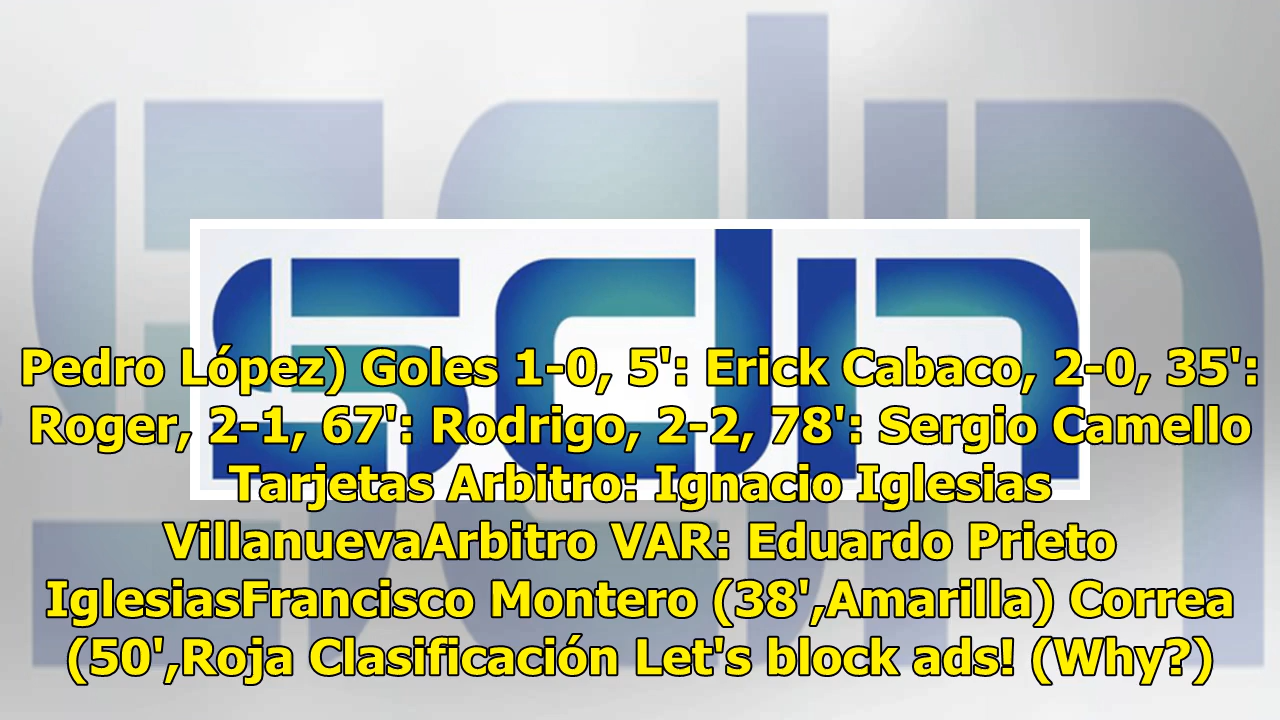 sdn
Pedro López) Goles 1-0, 5': Erick Cabaco, 2-0, 35':
Roger, 2-1, 67': Rodrigo, 2-2, 78': Sergio Camello
Tarjetas Arbitro: Ignacio Iglesias
VillanuevaArbitro VAR: Eduardo Prieto
IglesiasFrancisco Montero (38',Amarilla) Correa
(50',Roja Clasificación Let's block ads! (Why?)